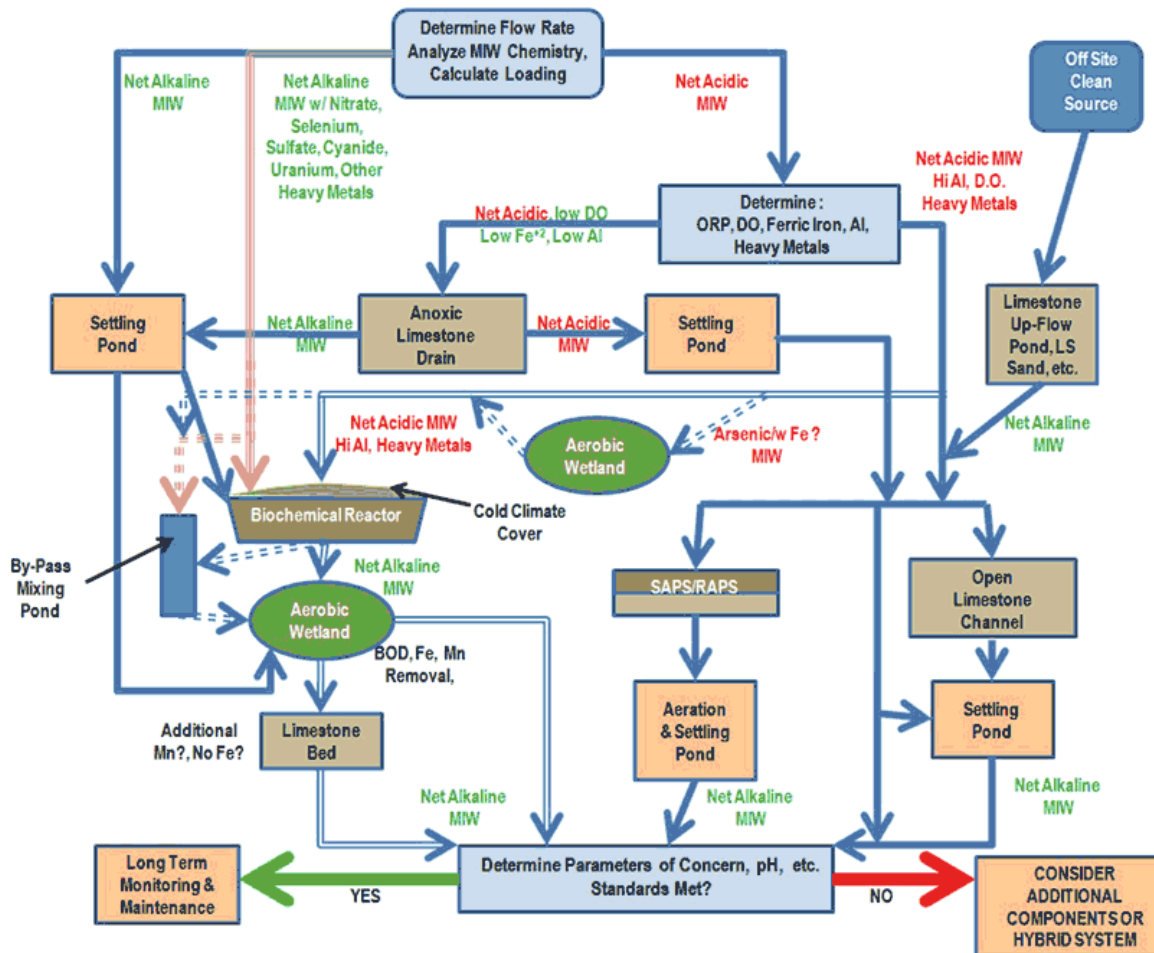 Determine Flow Rate
Analyze MIW Chemistry,
Calculate Loading
Off Site
Clean
Source
Net Alkaline
MIW
Net Alkaline
MIW w/ Nitrate,
Selenium,
Sulfate, Cyanide,
Uranium, Other
Heavy Metals
Net Acidic
MIW
Net Acidic MIW
Hi Al, D.O.
Heavy Metals
Determine :
ORP, DO, Ferric Iron, Al,
Heavy Metals
Net Acidic, low DO
Low Fe+2, Low Al
Settling
Pond
Net Alkaline
MIW
Anoxic
Limestone
Drain
Net Acidic
MIW
Settling
Pond
Limestone
Up-Flow
Pond, LS
Sand, etc.
Net Acidic MIW
Hi Al, Heavy Metals
Aerobic
Wetland
Arsenic/w Fe ?
MIW
Net Alkaline
MIW
Cold Climate
Cover
Biochemical Reactor
By-Pass
Mixing
Pond
Net Alkaline
MIW
SAPS/RAPS
Open
Limestone
Channel
Aerobic
Wetland
BOD, Fe, Mn
Removal,
Aeration
& Settling
Pond
Settling
Pond
Additional
Mn?, No Fe?
Limestone
Bed
Net Alkaline
MIW
Net Alkaline
MIW
Net Alkaline
MIW
Long Term
Monitoring &
Maintenance
YES
Determine Parameters of Concern, pH, etc.
Standards Met?
NO
CONSIDER
ADDITIONAL
COMPONENTS OR
HYBRID SYSTEM